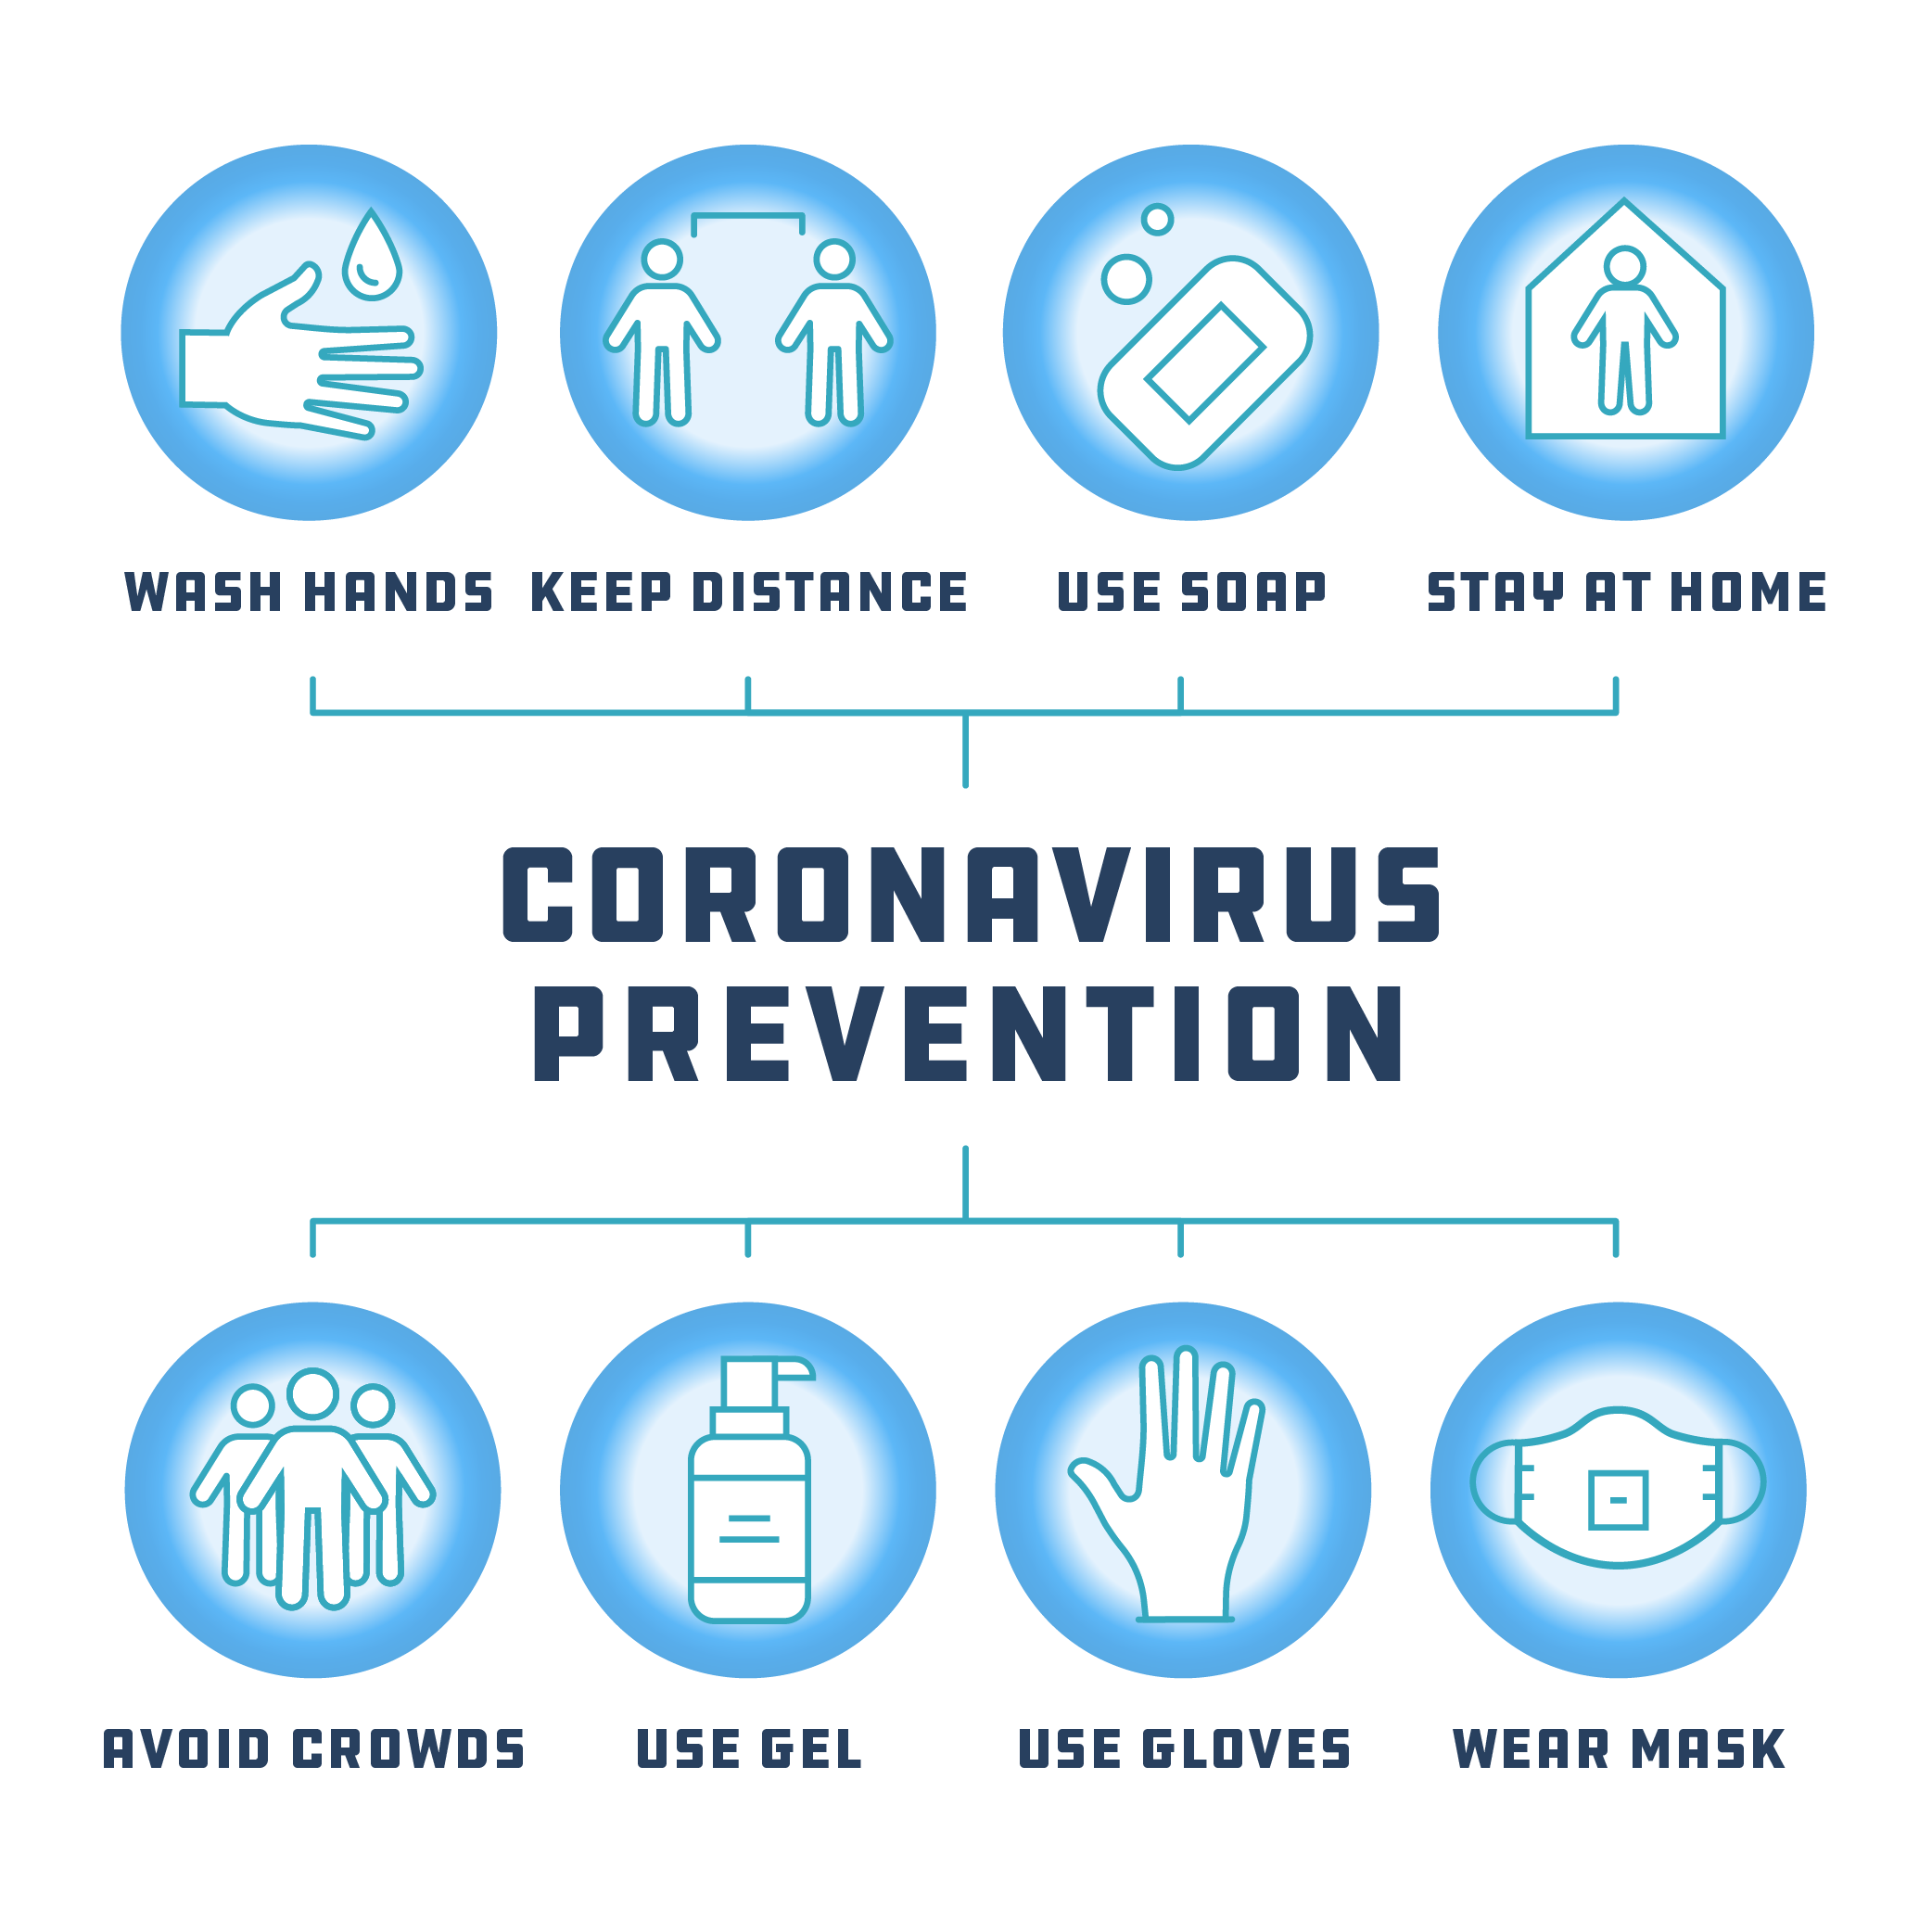 WASH HANDS
KEEP DISTANCE
USE SOAP
STAY AT HOME
CORONAVIRUS
PREVENTION
AVOID CROWDS
USE GEL
USE GLOVES
WEAR MASK